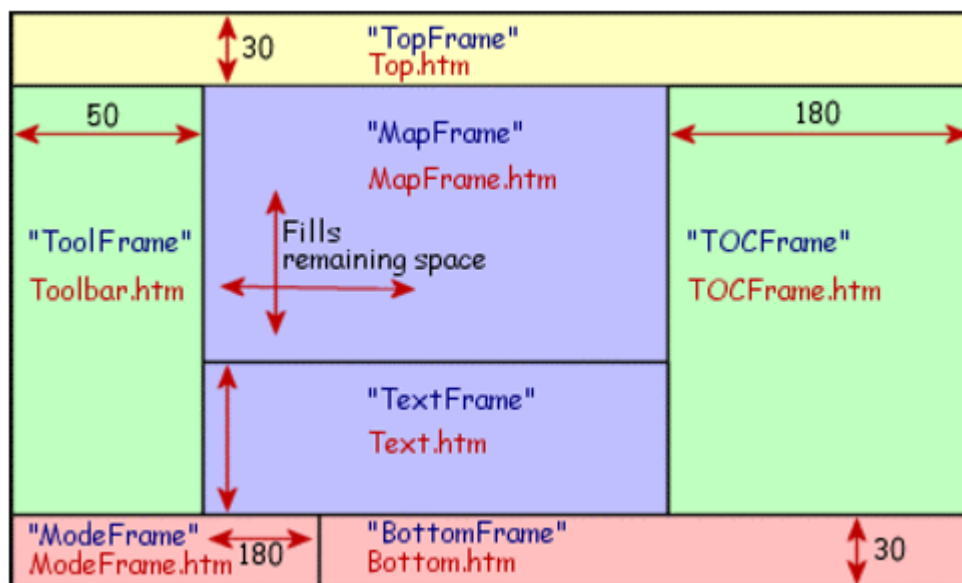 "TopFrame"
30
Top.htm
50
"MapFrame"
180
MapFrame.htm
Fills
remaining space
"ToolFrame"
Toolbar.htm
"TOCFrame"
TOCFrame.htm
"TextFrame"
Text.htm
"ModeFrame"
180
ModeFrame.htm
"BottomFrame"
Bottom.htm
30